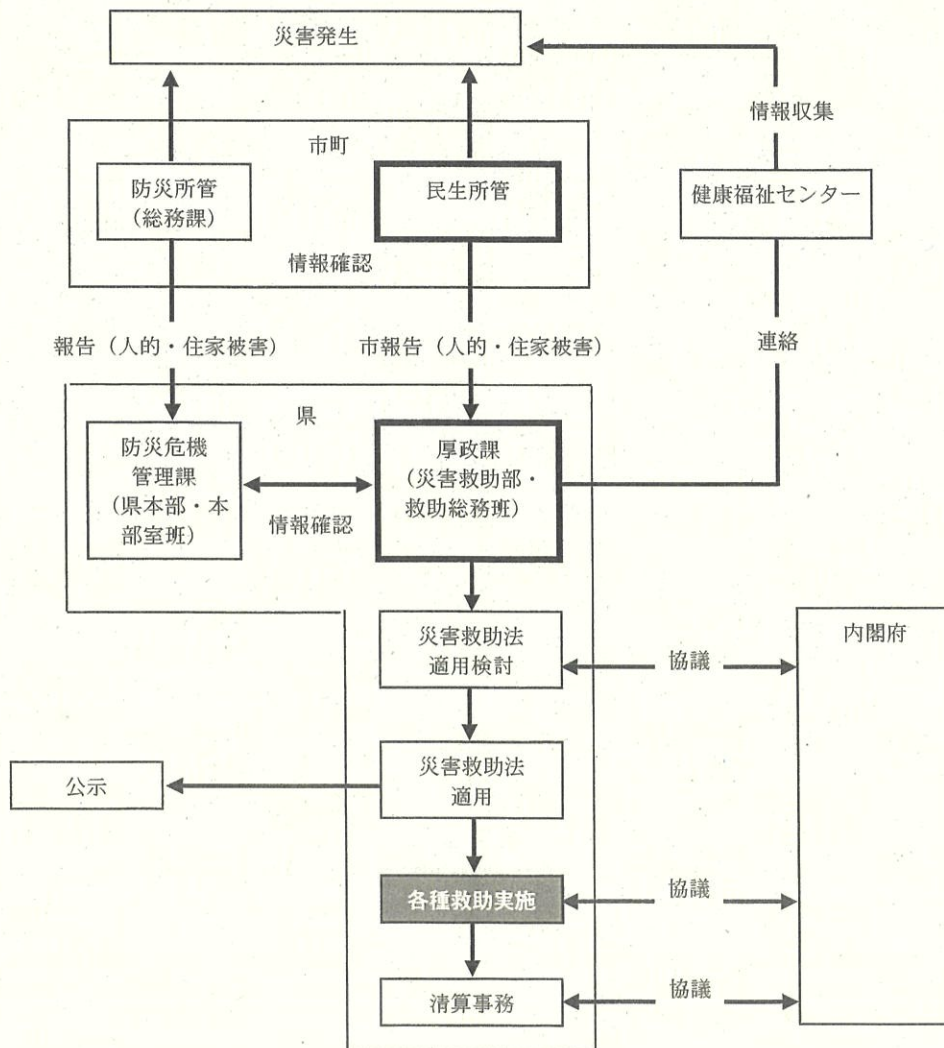 災害発生
情報収集
市町
防災所管
(総務課)
民生所管
健康福祉センター
情報確認
報告(人的・住家被害)
市報告(人的・住家被害)
連絡
県
防災危機
管理課
(県本部・本
部室班)
情報確認
厚政課
(災害救助部・
救助総務班)
災害救助法
適用検討
協議
内閣府
災害救助法
適用
公示
各種救助実施
協議
清算事務
協議